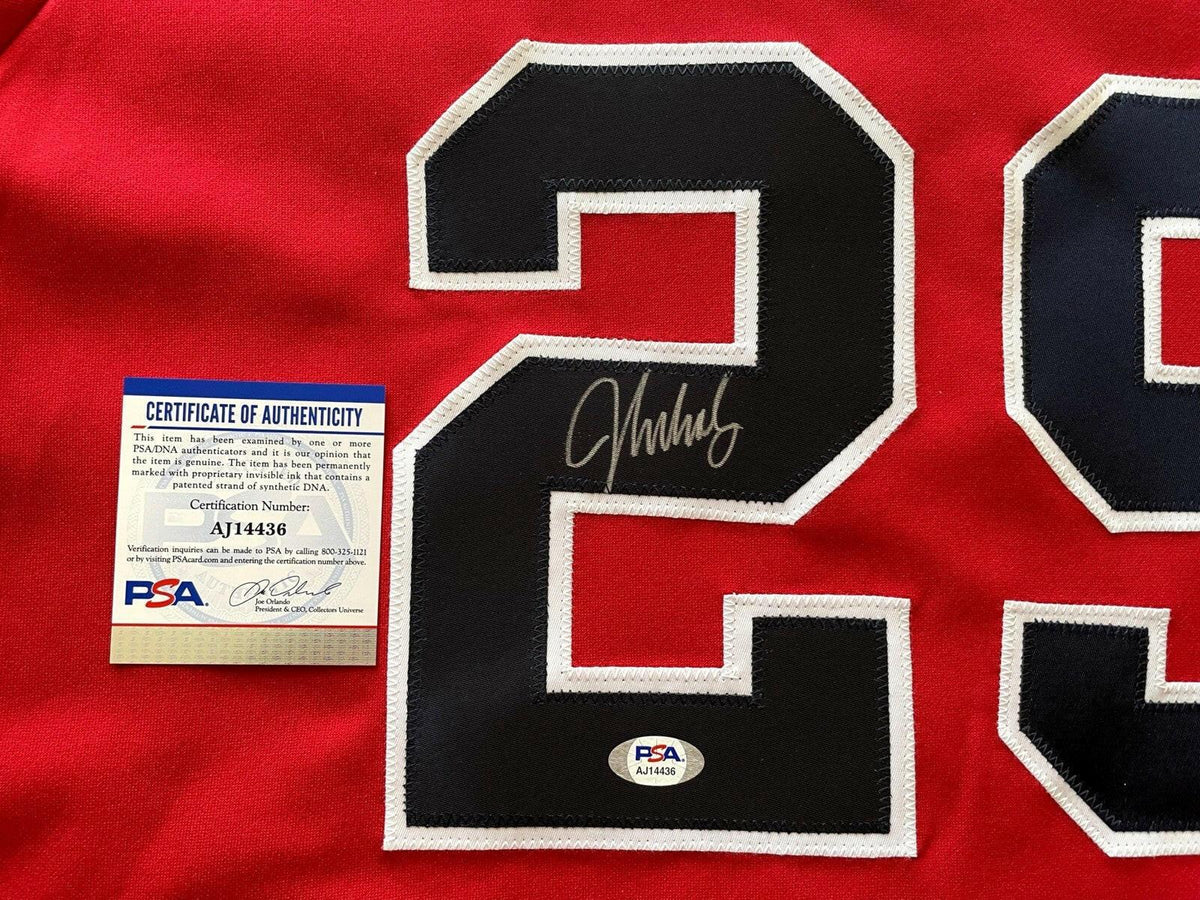 29
CERTIFICATE OF AUTHENTICITY
This item has been examined by one or more
PSA/DNA authenticators and it is our opinion that
the item is genuine. The item has been permanently
marked with proprietary invisible ink that contains a
patented strand of synthetic DNA.
Certification Number:
AJ14436
Verification inquiries can be made to PSA by calling 800-325-1121
or by visiting PSAcard.com and entering the certification number above.
PSA.
Joe Orlando
President & CEO, Collectors Universe
PSA
AJ14436